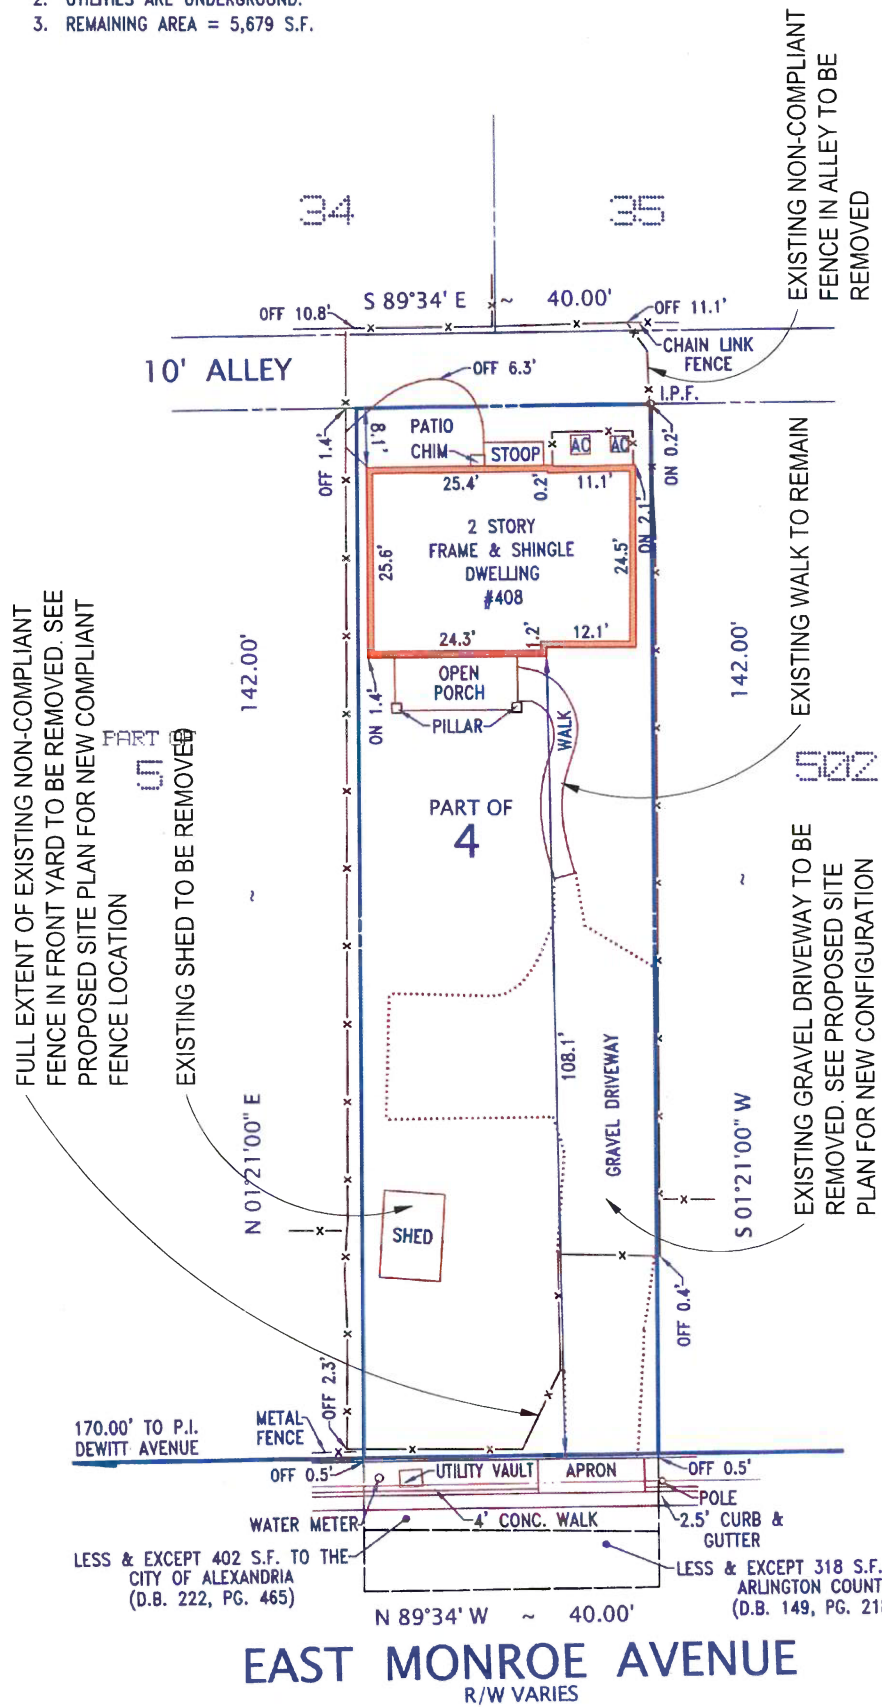 3. REMAINING AREA = 5,679 S.F.
EXISTING NON-COMPLIANT
FENCE IN ALLEY TO BE
REMOVED
34
35
S 89°34' E ~ 40.00'
OFF 10.8'
OFF 11.1'
CHAIN LINK
FENCE
10' ALLEY
OFF 6.3'
I.P.F.
OFF 1.4'
8.1'
PATIO
CHIM
STOOP
AC
AC
ON 0.2'
25.4'
0.2'
11.1'
ON 2.1'
2 STORY
FRAME & SHINGLE
DWELLING
#408
25.6'
24.5'
24.3'
1.2'
12.1'
EXISTING WALK TO REMAIN
OPEN
PORCH
ON 1.4'
PILLAR
WALK
142.00'
142.00'
FULL EXTENT OF EXISTING NON-COMPLIANT
FENCE IN FRONT YARD TO BE REMOVED. SEE
PROPOSED SITE PLAN FOR NEW COMPLIANT
FENCE LOCATION
PART OF
5
EXISTING SHED TO BE REMOVED
502
PART OF
4
~
~
108.1'
GRAVEL DRIVEWAY
EXISTING GRAVEL DRIVEWAY TO BE
REMOVED. SEE PROPOSED SITE
PLAN FOR NEW CONFIGURATION
N 01°21'00" E
S 01°21'00" W
SHED
OFF 0.4'
OFF 2.3'
170.00' TO P.I.
DEWITT AVENUE
METAL
FENCE
OFF 0.5'
UTILITY VAULT
APRON
OFF 0.5'
POLE
WATER METER
4' CONC. WALK
2.5' CURB &
GUTTER
LESS & EXCEPT 402 S.F. TO THE
CITY OF ALEXANDRIA
(D.B. 222, PG. 465)
LESS & EXCEPT 318 S.F.
ARLINGTON
(D.B. 149, PG.
N 89°34' W ~ 40.00'
EAST MONROE AVENUE
R/W VARIES